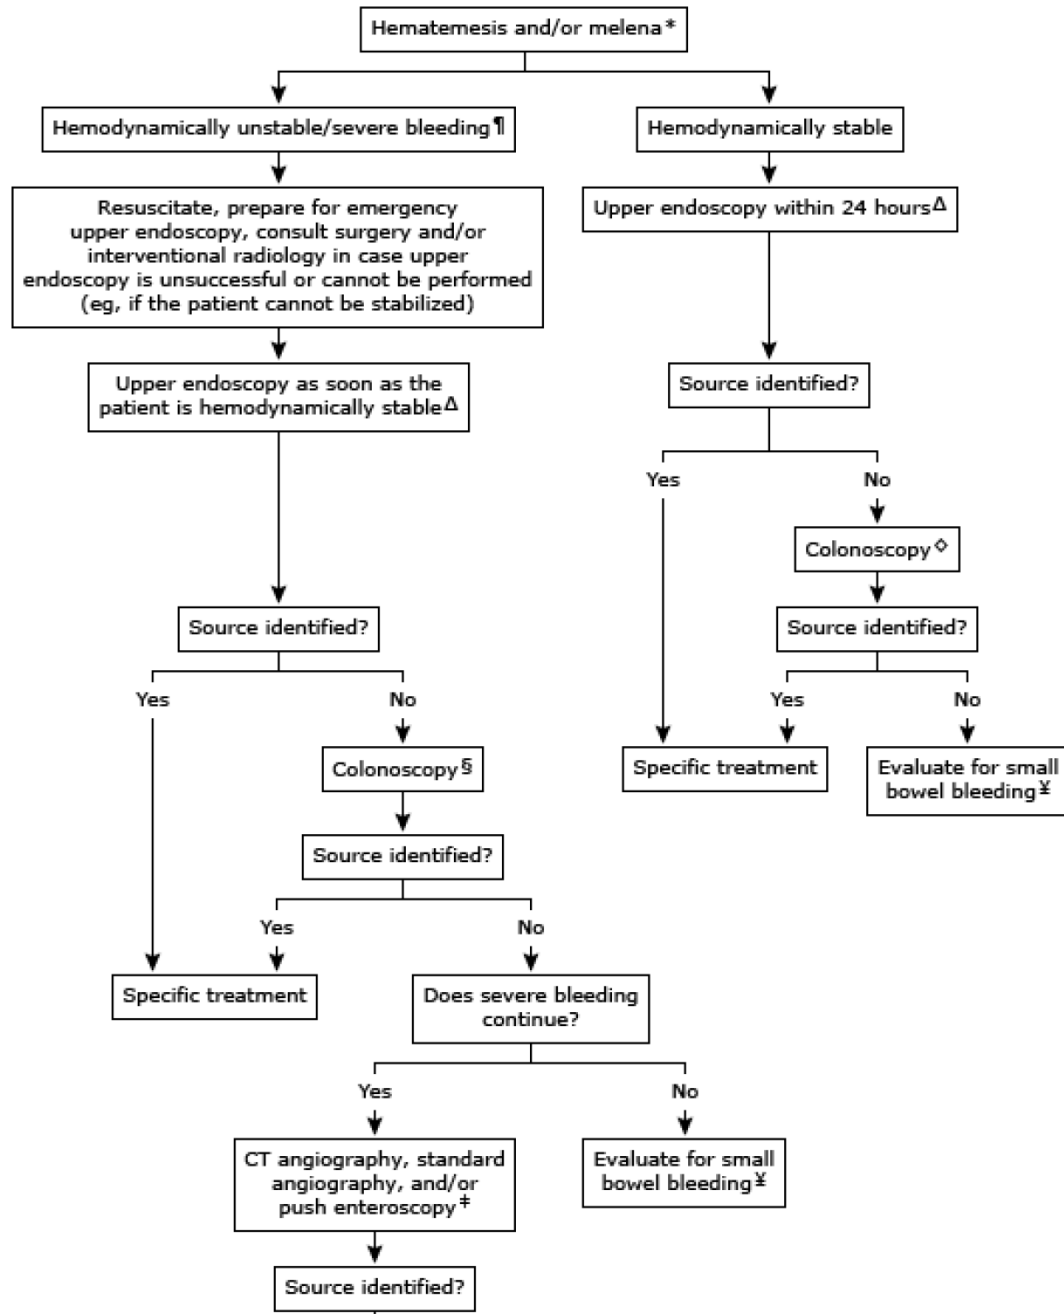 Hematemesis and/or melena*
Hemodynamically unstable/severe bleeding¶
Hemodynamically stable
Resuscitate, prepare for emergency
upper endoscopy, consult surgery and/or
interventional radiology in case upper
endoscopy is unsuccessful or cannot be performed
(eg, if the patient cannot be stabilized)
Upper endoscopy within 24 hoursΔ
Upper endoscopy as soon as the
patient is hemodynamically stableΔ
Source identified?
Yes
No
Colonoscopy◇
Source identified?
Source identified?
Yes
No
Yes
No
Colonoscopy§
Specific treatment
Evaluate for small
bowel bleeding¥
Source identified?
Yes
No
Specific treatment
Does severe bleeding
continue?
Yes
No
CT angiography, standard
angiography, and/or
push enteroscopy‡
Evaluate for small
bowel bleeding¥
Source identified?